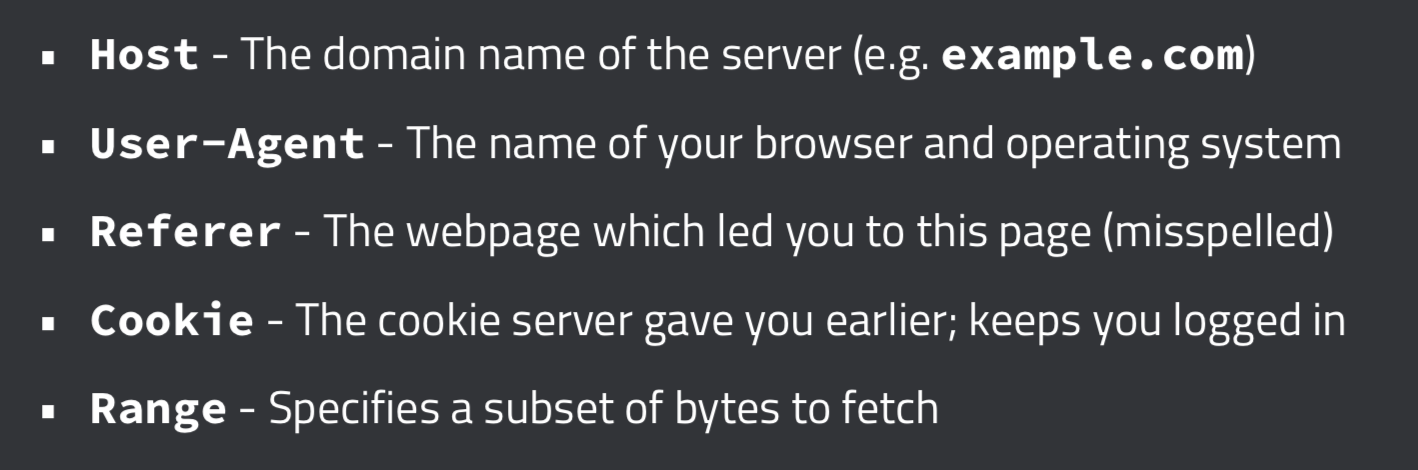 ▪ Host - The domain name of the server (e.g. example.com)
▪ User-Agent - The name of your browser and operating system
▪ Referer - The webpage which led you to this page (misspelled)
▪ Cookie - The cookie server gave you earlier; keeps you logged in
▪ Range - Specifies a subset of bytes to fetch